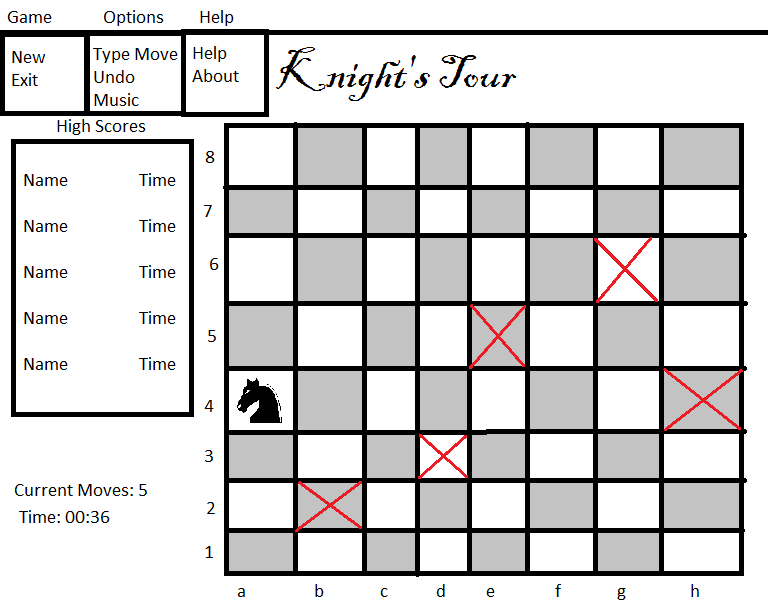 Game Options Help
New
Exit
Type Move
Undo
Music
Help
About
Knight's Tour
High Scores
Name Time
Name Time
Name Time
Name Time
Name Time
Current Moves: 5
Time: 00:36
8
7
6
5
4
3
2
1
a b c d e f g h